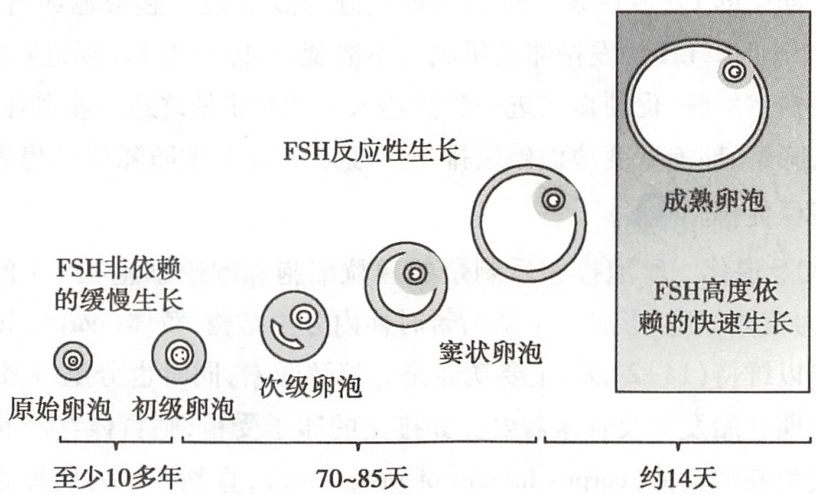 FSH反应性生长
成熟卵泡
FSH非依赖
的缓慢生长
FSH高度依
赖的快速生长
窦状卵泡
次级卵泡
原始卵泡 初级卵泡
至少10多年 70~85天 约14天